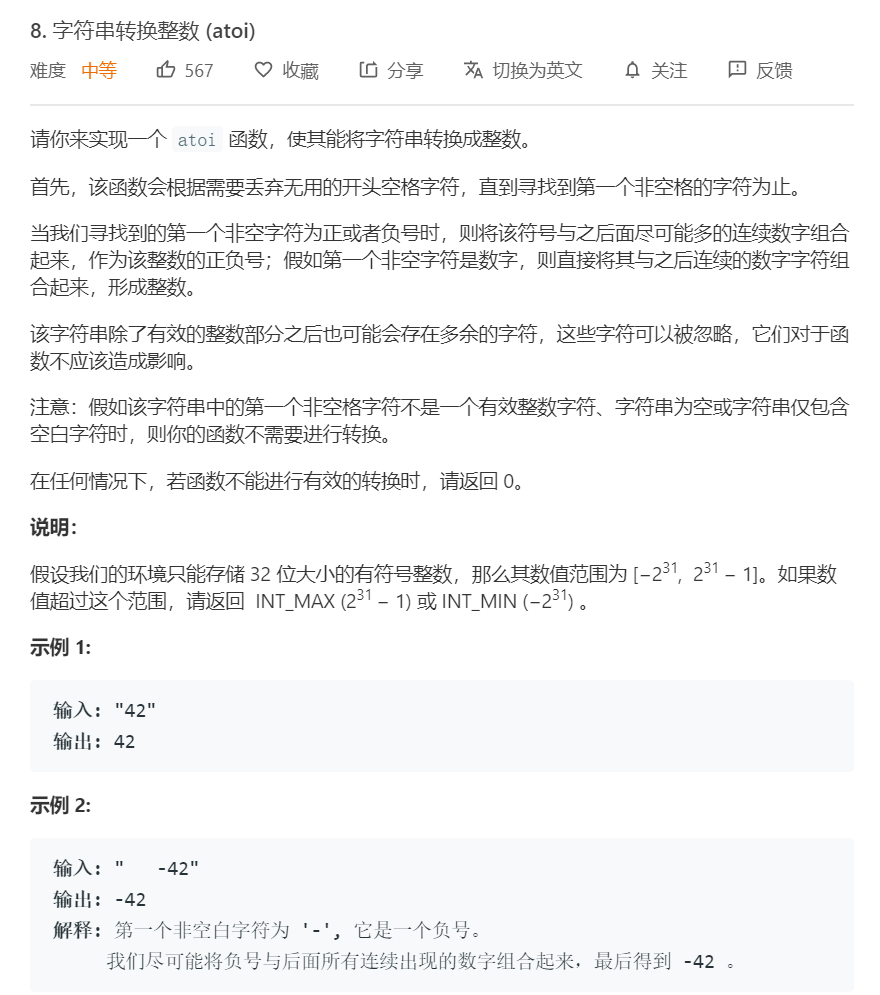 8. 字符串转换整数 (atoi)
难度 中等 567 收藏 分享 切换为英文 关注 反馈
请你来实现一个 atoi 函数，使其能将字符串转换成整数。
首先，该函数会根据需要丢弃无用的开头空格字符，直到寻找到第一个非空格的字符为止。
当我们寻找到的第一个非空字符为正或者负号时，则将该符号与之后面尽可能多的连续数字组合
起来，作为该整数的正负号；假如第一个非空字符是数字，则直接将其与之后连续的数字字符组
合起来，形成整数。
该字符串除了有效的整数部分之后也可能会存在多余的字符，这些字符可以被忽略，它们对于函
数不应该造成影响。
注意：假如该字符串中的第一个非空格字符不是一个有效整数字符、字符串为空或字符串仅包含
空白字符时，则你的函数不需要进行转换。
在任何情况下，若函数不能进行有效的转换时，请返回 0。
说明：
假设我们的环境只能存储 32 位大小的有符号整数，那么其数值范围为 [−2³¹, 2³¹ − 1]。如果数
值超过这个范围，请返回 INT_MAX (2³¹ − 1) 或 INT_MIN (−2³¹) 。
示例 1:
输入: "42"
输出: 42
示例 2:
输入: "   -42"
输出: -42
解释: 第一个非空白字符为 '-', 它是一个负号。
我们尽可能将负号与后面所有连续出现的数字组合起来，最后得到 -42 。